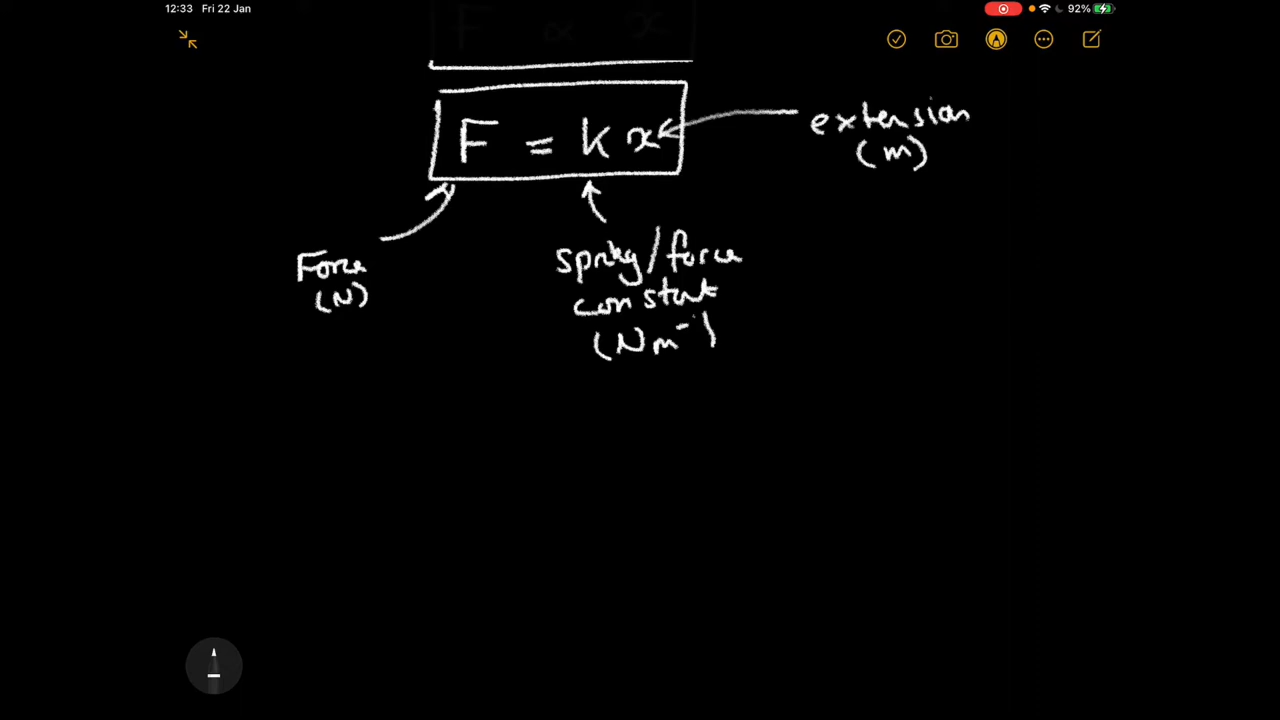 12:33 Fri 22 Jan
92%
F ∝ x
F = kx
extension
(m)
Force
(N)
spring/force
constant
(Nm⁻¹)